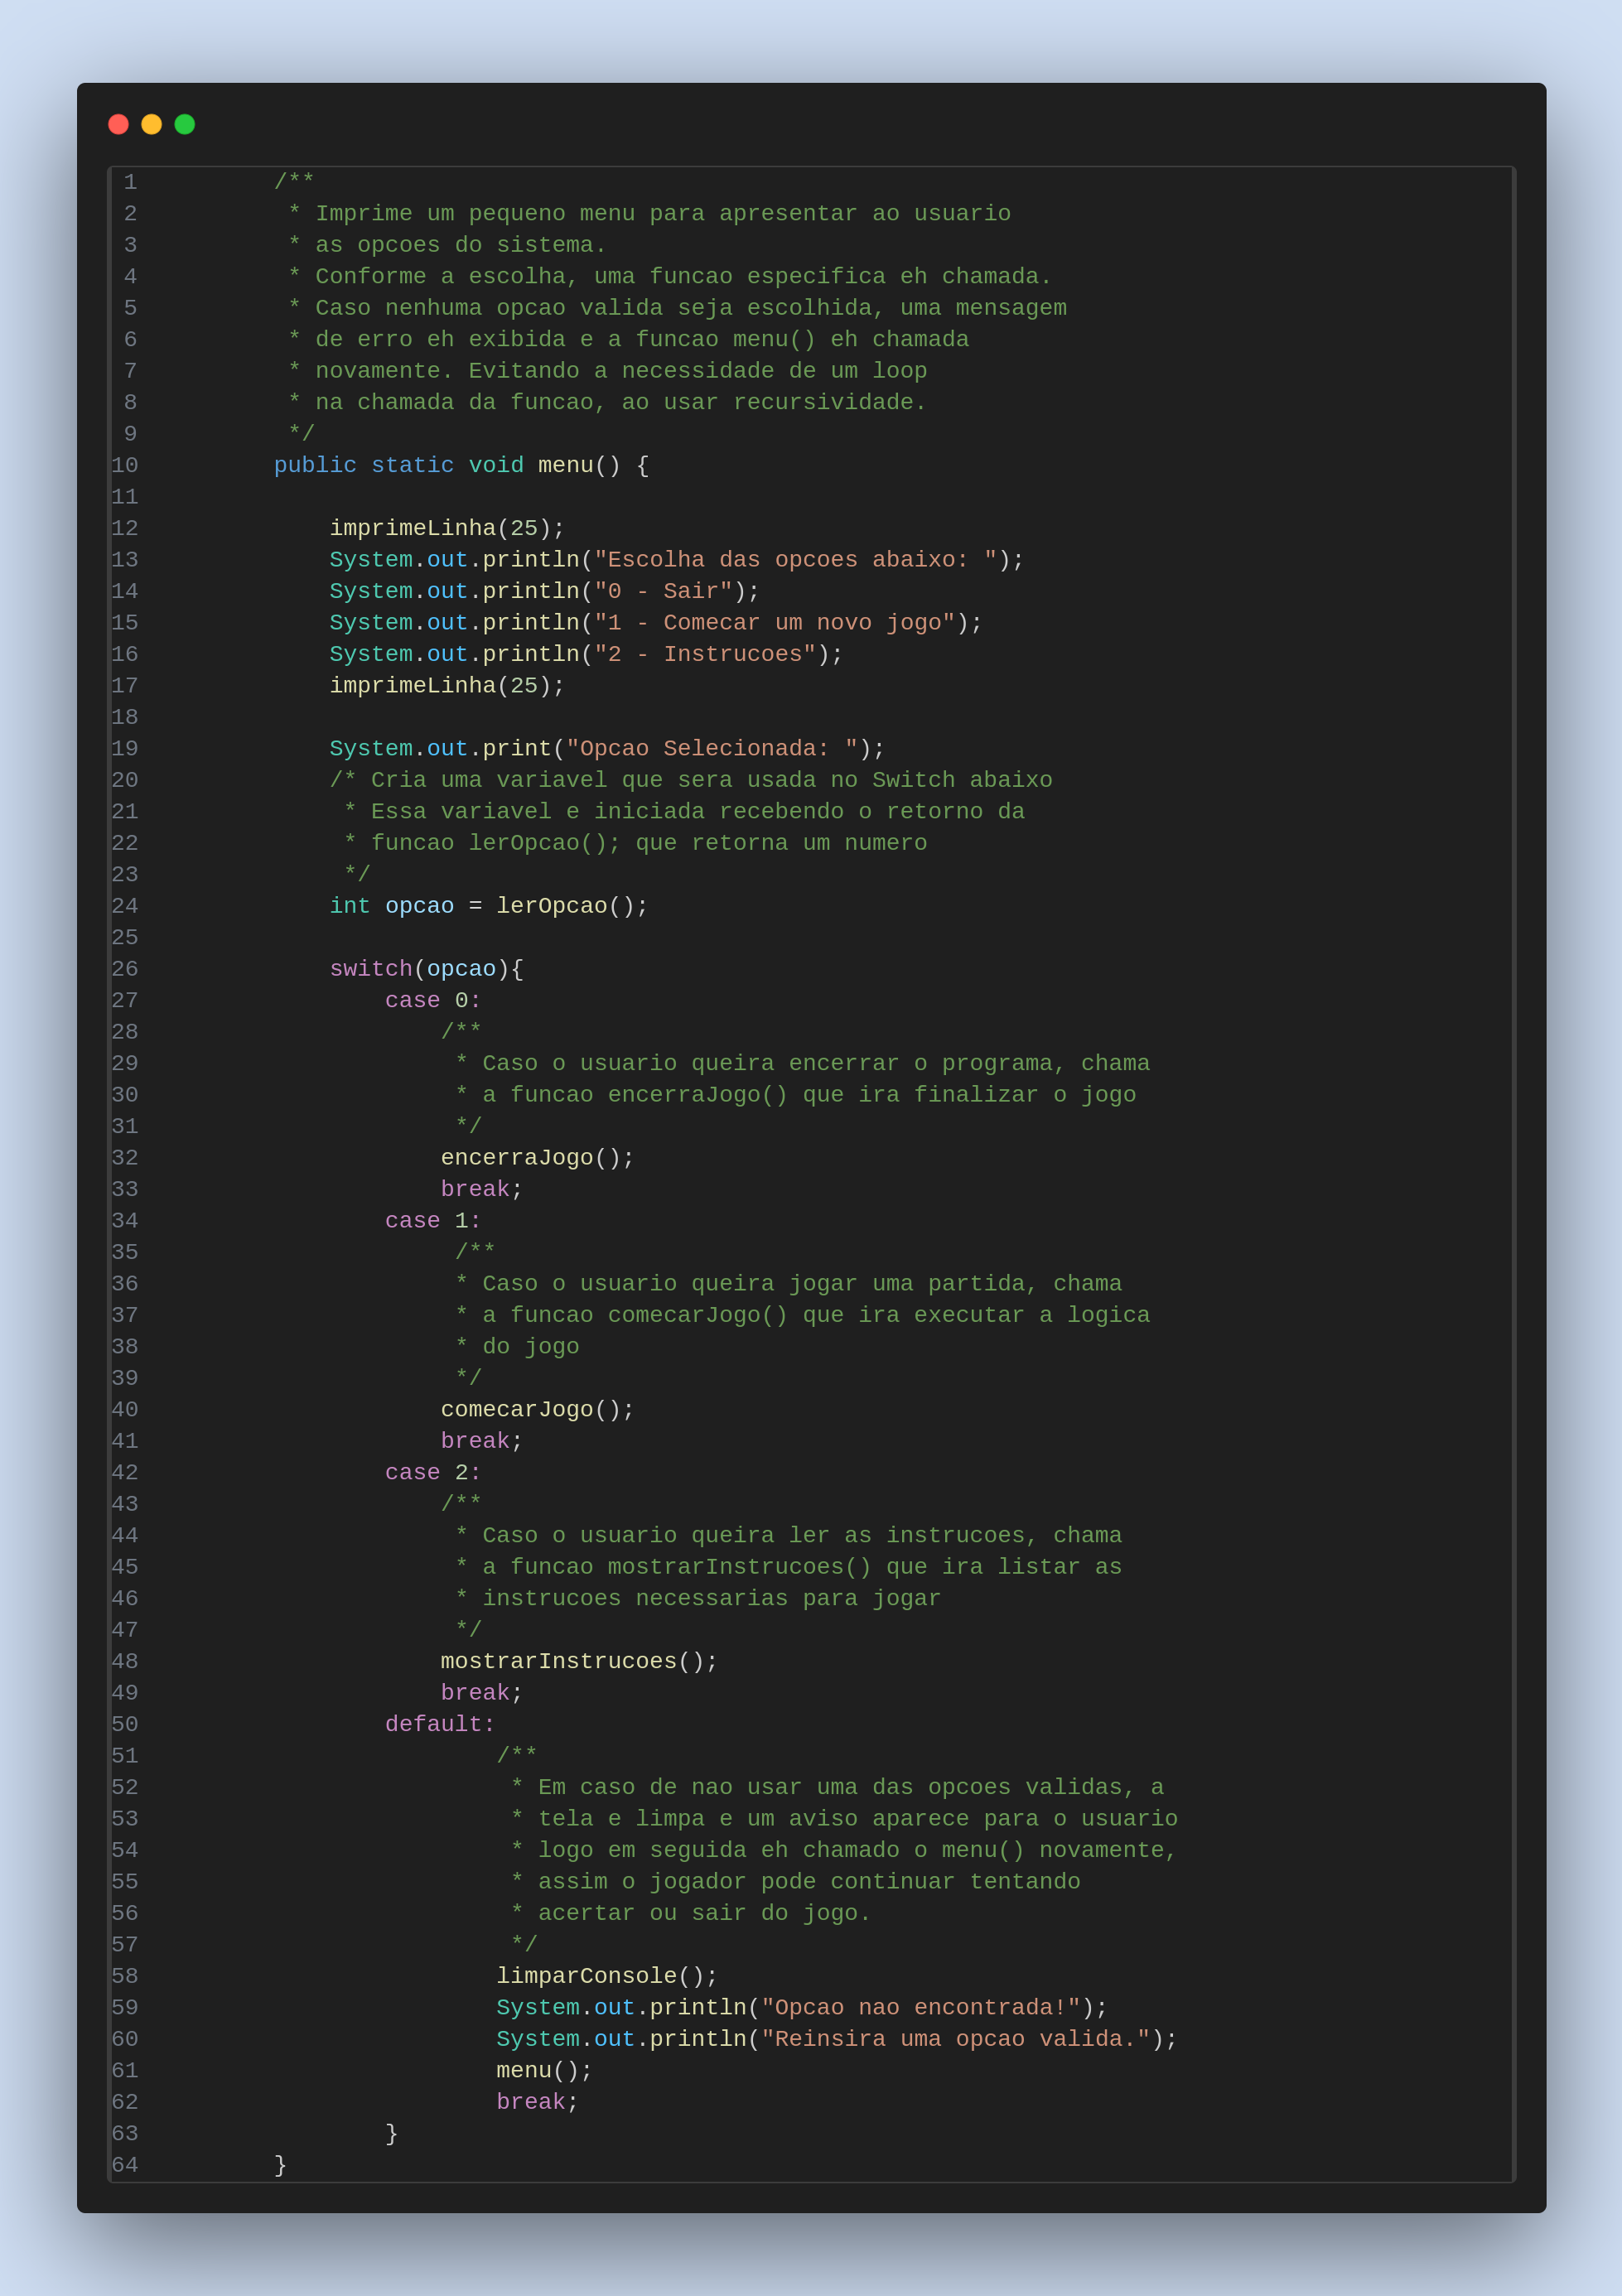 1 /**
2  * Imprime um pequeno menu para apresentar ao usuario
3  * as opcoes do sistema.
4  * Conforme a escolha, uma funcao especifica eh chamada.
5  * Caso nenhuma opcao valida seja escolhida, uma mensagem
6  * de erro eh exibida e a funcao menu() eh chamada
7  * novamente. Evitando a necessidade de um loop
8  * na chamada da funcao, ao usar recursividade.
9  */
10 public static void menu() {
11
12     imprimeLinha(25);
13     System.out.println("Escolha das opcoes abaixo: ");
14     System.out.println("0 - Sair");
15     System.out.println("1 - Comecar um novo jogo");
16     System.out.println("2 - Instrucoes");
17     imprimeLinha(25);
18
19     System.out.print("Opcao Selecionada: ");
20     /* Cria uma variavel que sera usada no Switch abaixo
21      * Essa variavel e iniciada recebendo o retorno da
22      * funcao lerOpcao(); que retorna um numero
23      */
24     int opcao = lerOpcao();
25
26     switch(opcao){
27         case 0:
28             /**
29              * Caso o usuario queira encerrar o programa, chama
30              * a funcao encerraJogo() que ira finalizar o jogo
31              */
32             encerraJogo();
33             break;
34         case 1:
35              /**
36              * Caso o usuario queira jogar uma partida, chama
37              * a funcao comecarJogo() que ira executar a logica
38              * do jogo
39              */
40             comecarJogo();
41             break;
42         case 2:
43             /**
44              * Caso o usuario queira ler as instrucoes, chama
45              * a funcao mostrarInstrucoes() que ira listar as
46              * instrucoes necessarias para jogar
47              */
48             mostrarInstrucoes();
49             break;
50         default:
51                 /**
52                  * Em caso de nao usar uma das opcoes validas, a
53                  * tela e limpa e um aviso aparece para o usuario
54                  * logo em seguida eh chamado o menu() novamente,
55                  * assim o jogador pode continuar tentando
56                  * acertar ou sair do jogo.
57                  */
58                 limparConsole();
59                 System.out.println("Opcao nao encontrada!");
60                 System.out.println("Reinsira uma opcao valida.");
61                 menu();
62                 break;
63         }
64 }